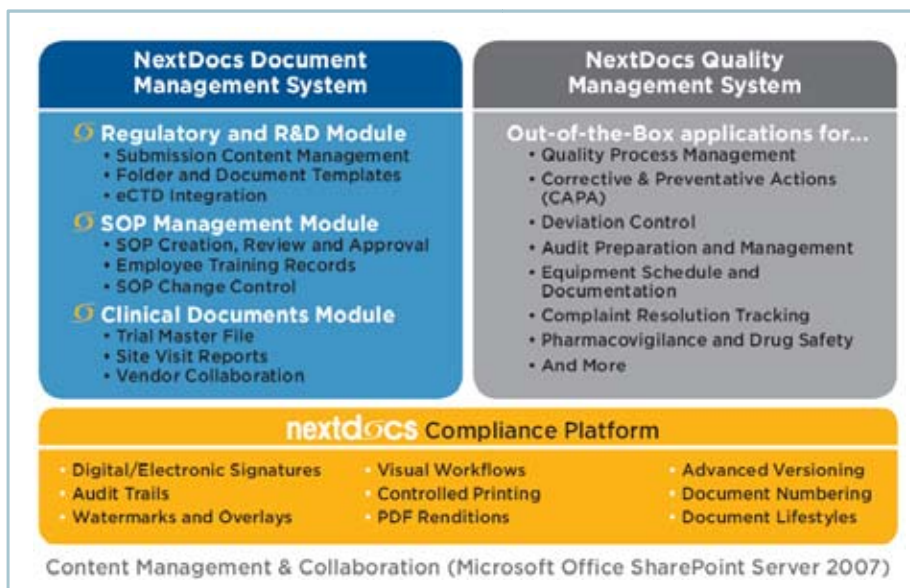 NextDocs Document
Management System
Regulatory and R&D Module
• Submission Content Management
• Folder and Document Templates
• eCTD Integration
SOP Management Module
• SOP Creation, Review and Approval
• Employee Training Records
• SOP Change Control
Clinical Documents Module
• Trial Master File
• Site Visit Reports
• Vendor Collaboration
NextDocs Quality
Management System
Out-of-the-Box applications for...
• Quality Process Management
• Corrective & Preventative Actions
(CAPA)
• Deviation Control
• Audit Preparation and Management
• Equipment Schedule and
Documentation
• Complaint Resolution Tracking
• Pharmacovigilance and Drug Safety
• And More
nextdocs Compliance Platform
• Digital/Electronic Signatures
• Audit Trails
• Watermarks and Overlays
• Visual Workflows
• Controlled Printing
• PDF Renditions
• Advanced Versioning
• Document Numbering
• Document Lifestyles
Content Management & Collaboration (Microsoft Office SharePoint Server 2007)